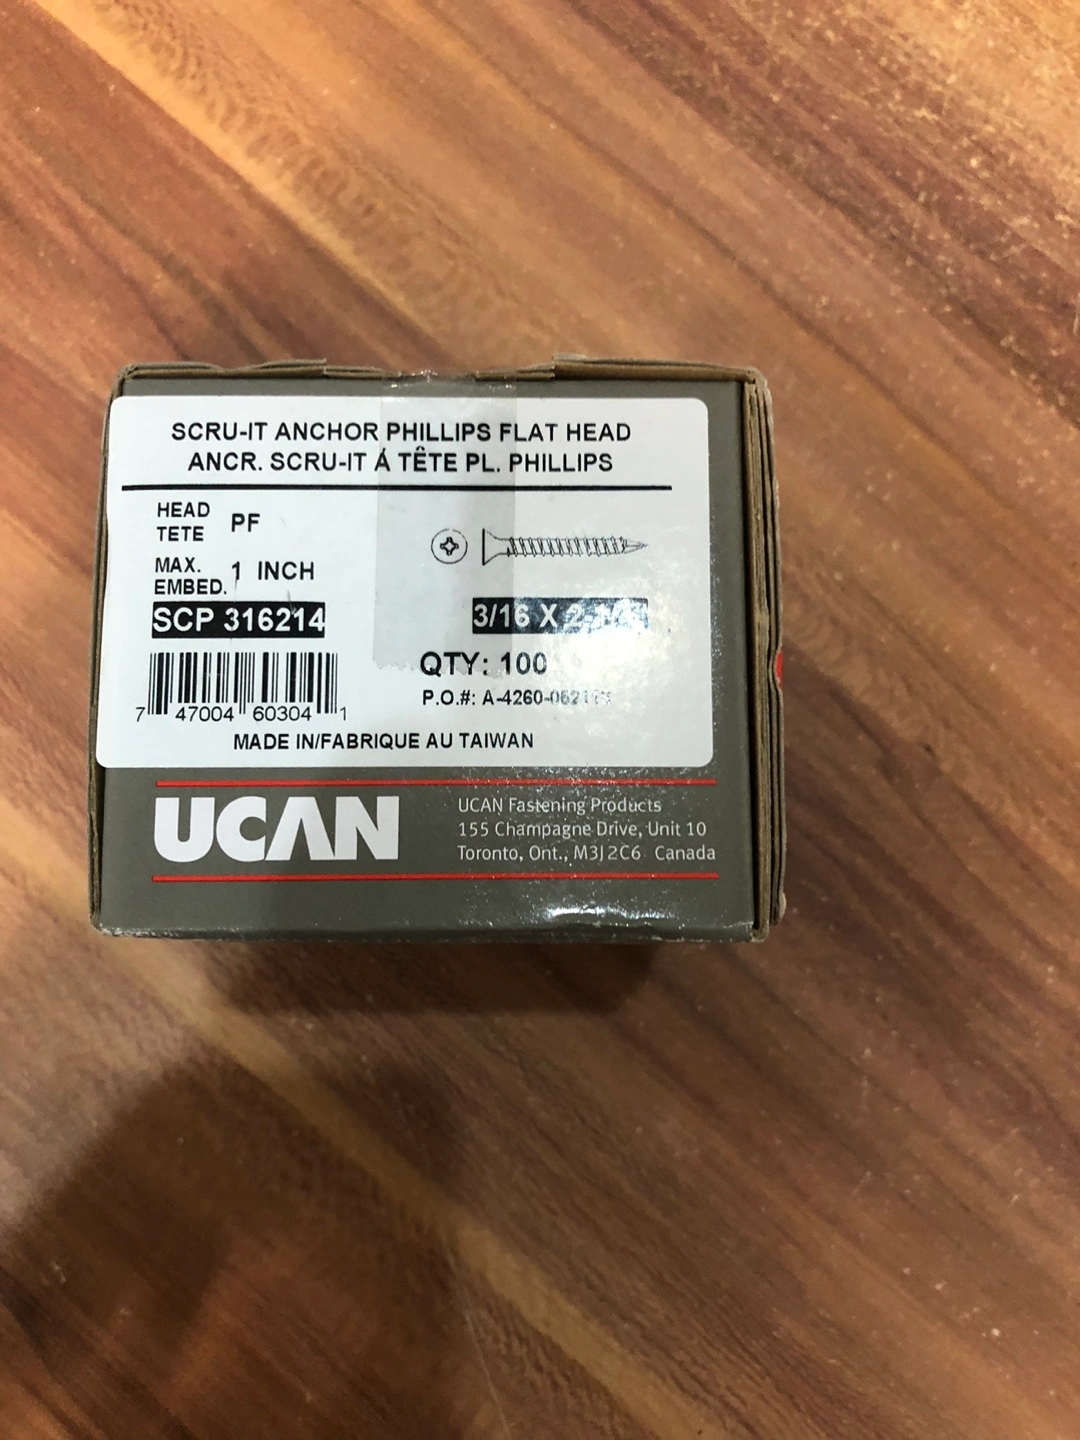 SCRU-IT ANCHOR PHILLIPS FLAT HEAD
ANCR. SCRU-IT Á TÊTE PL. PHILLIPS
HEAD
TETE PF
MAX.
EMBED. 1 INCH
SCP 316214
3/16 X
QTY: 100
P.O.#:
7 47004 60304 1
MADE IN/FABRIQUE AU TAIWAN
UCAN
UCAN Fastening Products
155 Champagne Drive, Unit 10
Toronto, Ont., M3J 2C6 Canada